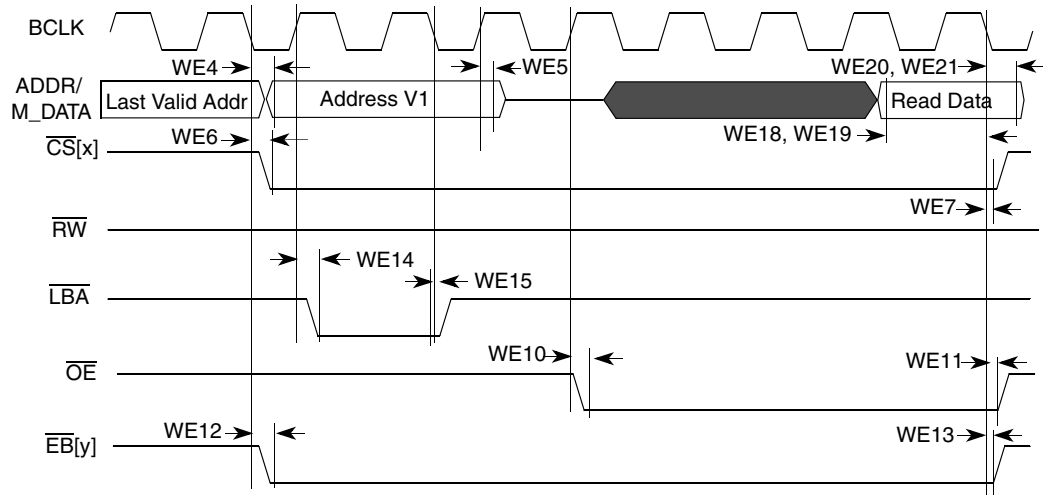 BCLK
WE4
WE5
WE20, WE21
ADDR/
M_DATA
Last Valid Addr
Address V1
Read Data
WE6
WE18, WE19
CS[x]
WE7
RW
WE14
WE15
LBA
WE10
WE11
OE
WE12
WE13
EB[y]